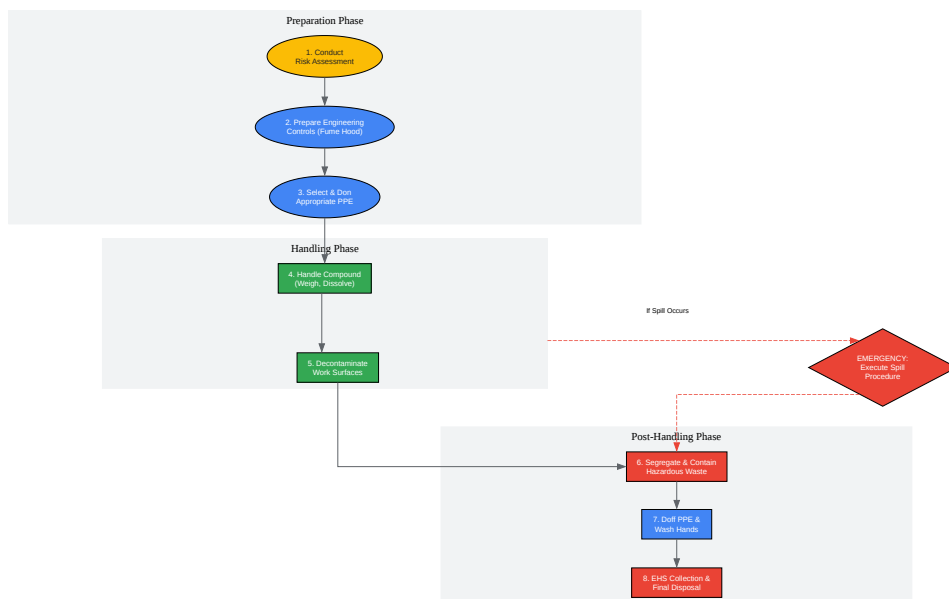 Preparation Phase
1. Conduct
Risk Assessment
2. Prepare Engineering
Controls (Fume Hood)
3. Select & Don
Appropriate PPE
Handling Phase
4. Handle Compound
(Weigh, Dissolve)
If Spill Occurs
5. Decontaminate
Work Surfaces
EMERGENCY:
Execute Spill
Procedure
Post-Handling Phase
6. Segregate & Contain
Hazardous Waste
7. Doff PPE &
Wash Hands
8. EHS Collection &
Final Disposal